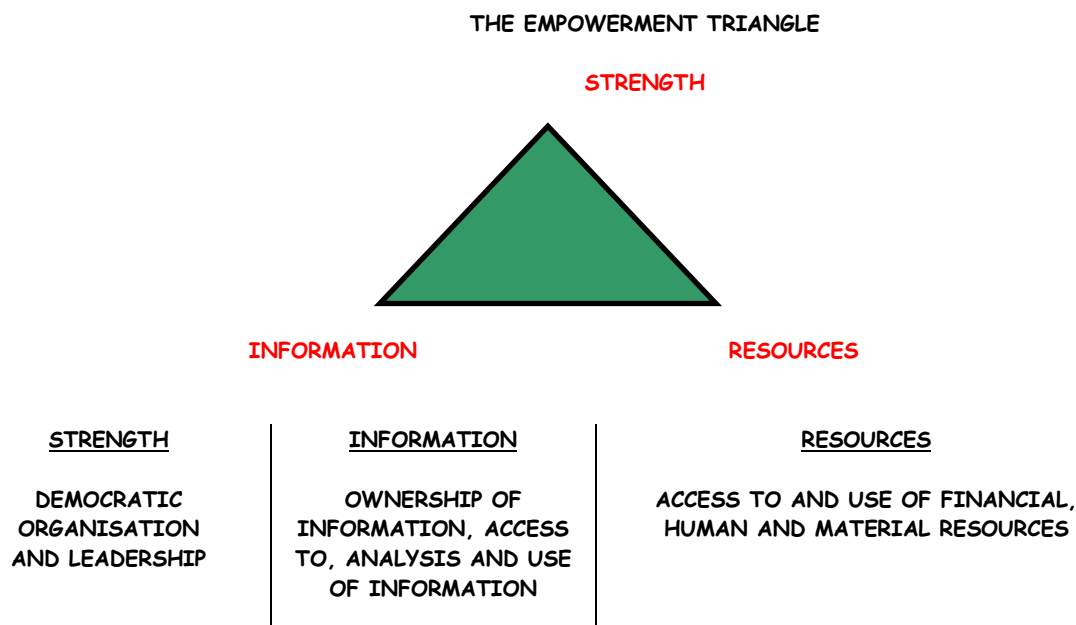 THE EMPOWERMENT TRIANGLE
STRENGTH
INFORMATION
RESOURCES
STRENGTH
DEMOCRATIC
ORGANISATION
AND LEADERSHIP
INFORMATION
OWNERSHIP OF
INFORMATION, ACCESS
TO, ANALYSIS AND USE
OF INFORMATION
RESOURCES
ACCESS TO AND USE OF FINANCIAL,
HUMAN AND MATERIAL RESOURCES